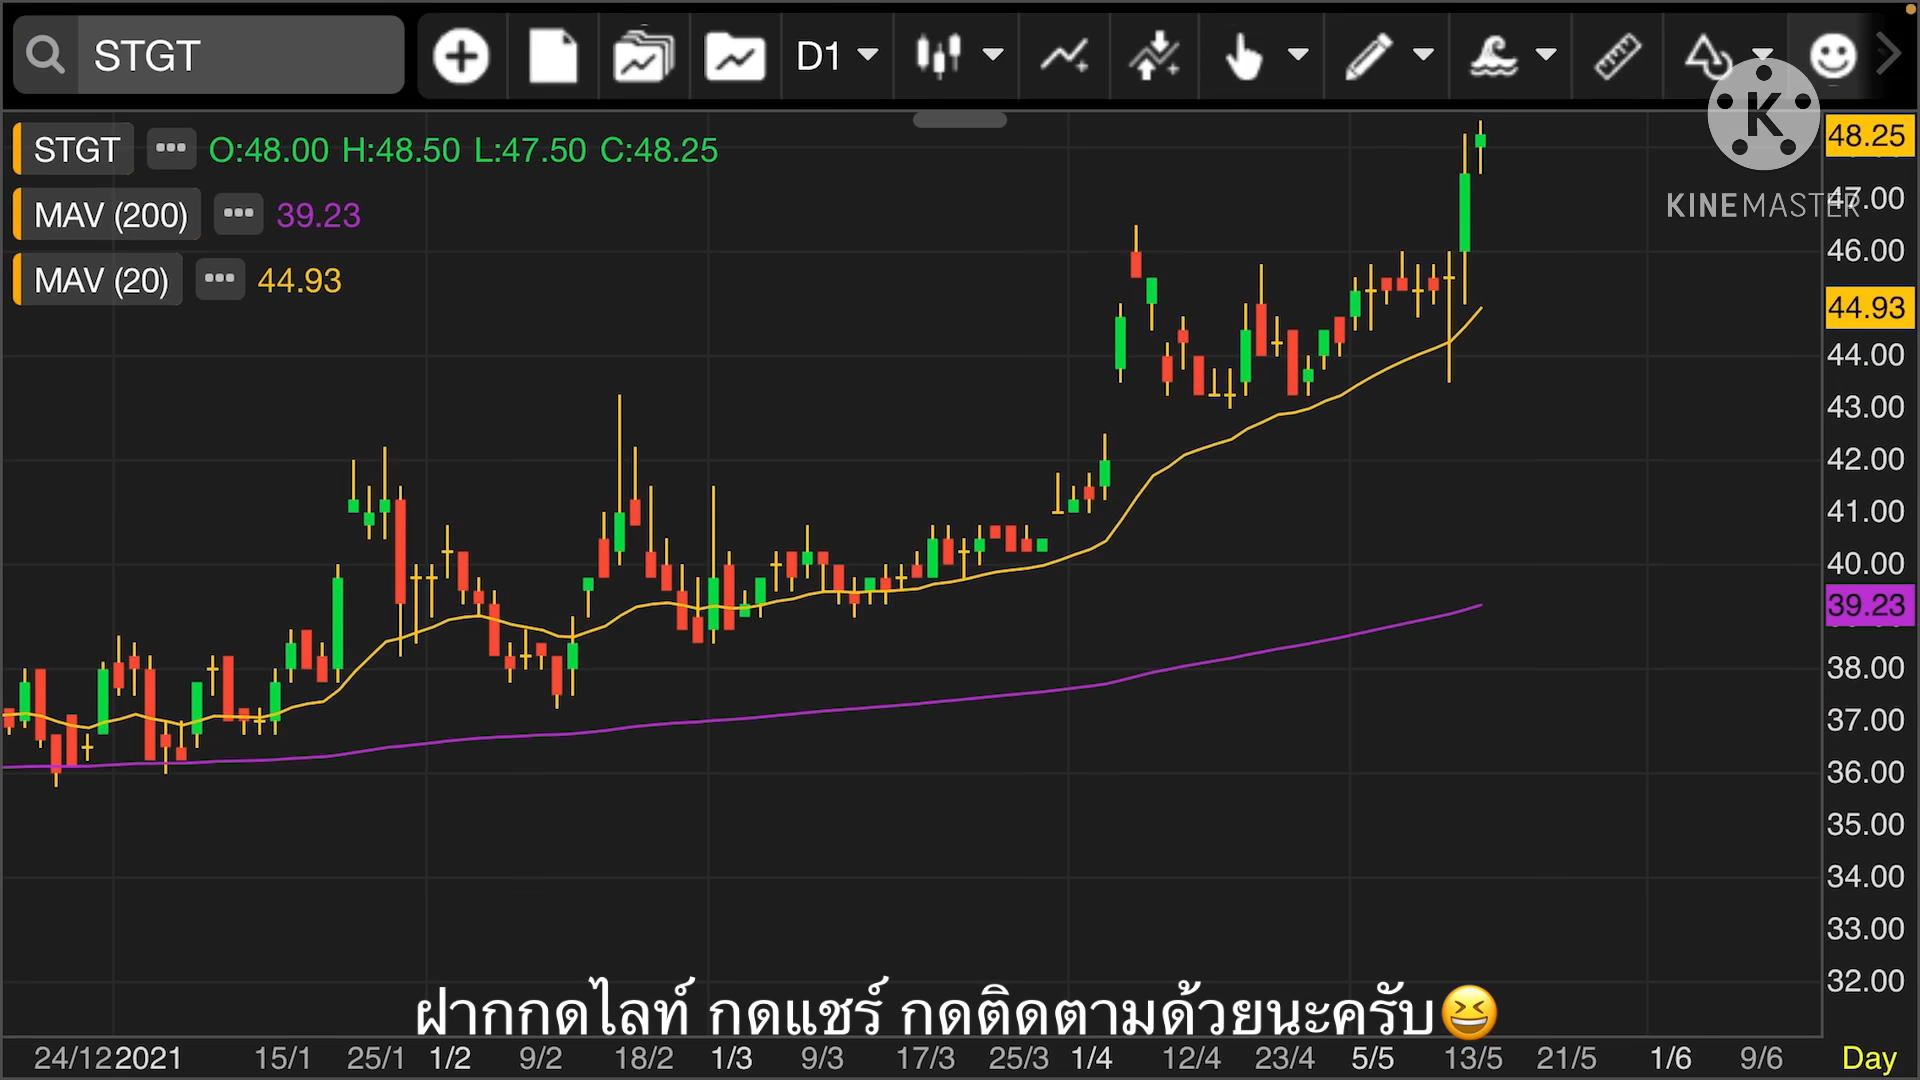 STGT D1
STGT O:48.00 H:48.50 L:47.50 C:48.25
MAV (200) 39.23
MAV (20) 44.93
K
KINEMASTER
48.25
47.00
46.00
44.93
44.00
43.00
42.00
41.00
40.00
39.23
38.00
37.00
36.00
35.00
34.00
33.00
32.00
ฝากกดไลท์ กดแชร์ กดติดตามด้วยนะครับ😆
24/12 2021 15/1 25/1 1/2 9/2 18/2 1/3 9/3 17/3 25/3 1/4 12/4 23/4 5/5 13/5 21/5 1/6 9/6 Day